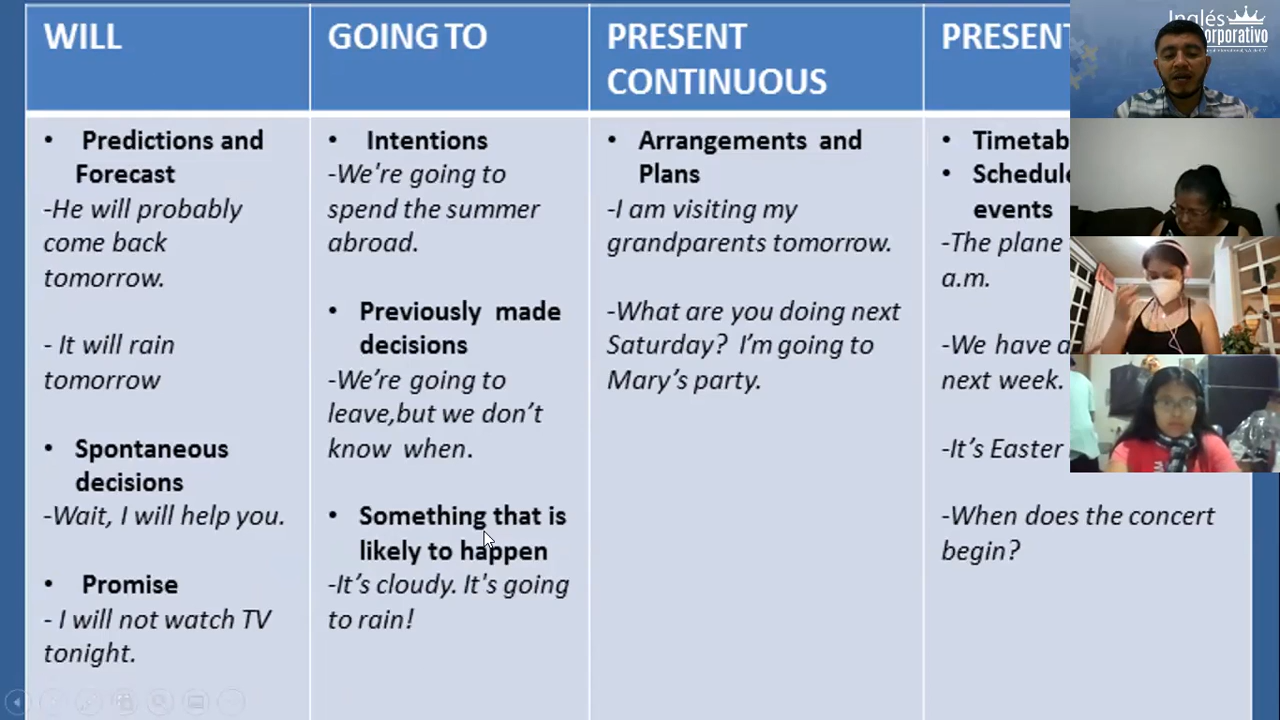 WILL
GOING TO
PRESENT
CONTINUOUS
PRESENT
Inglés
• Predictions and
Forecast
-He will probably
come back
tomorrow.
- It will rain
tomorrow
• Spontaneous
decisions
-Wait, I will help you.
• Promise
- I will not watch TV
tonight.
• Intentions
-We're going to
spend the summer
abroad.
• Previously made
decisions
-We’re going to
leave,but we don’t
know when.
• Something that is
likely to happen
-It’s cloudy. It's going
to rain!
• Arrangements and
Plans
-I am visiting my
grandparents tomorrow.
-What are you doing next
Saturday? I’m going to
Mary’s party.
•
•
events
-The plane
a.m.
-We have
next week.
-It’s Easter
-When does the concert
begin?